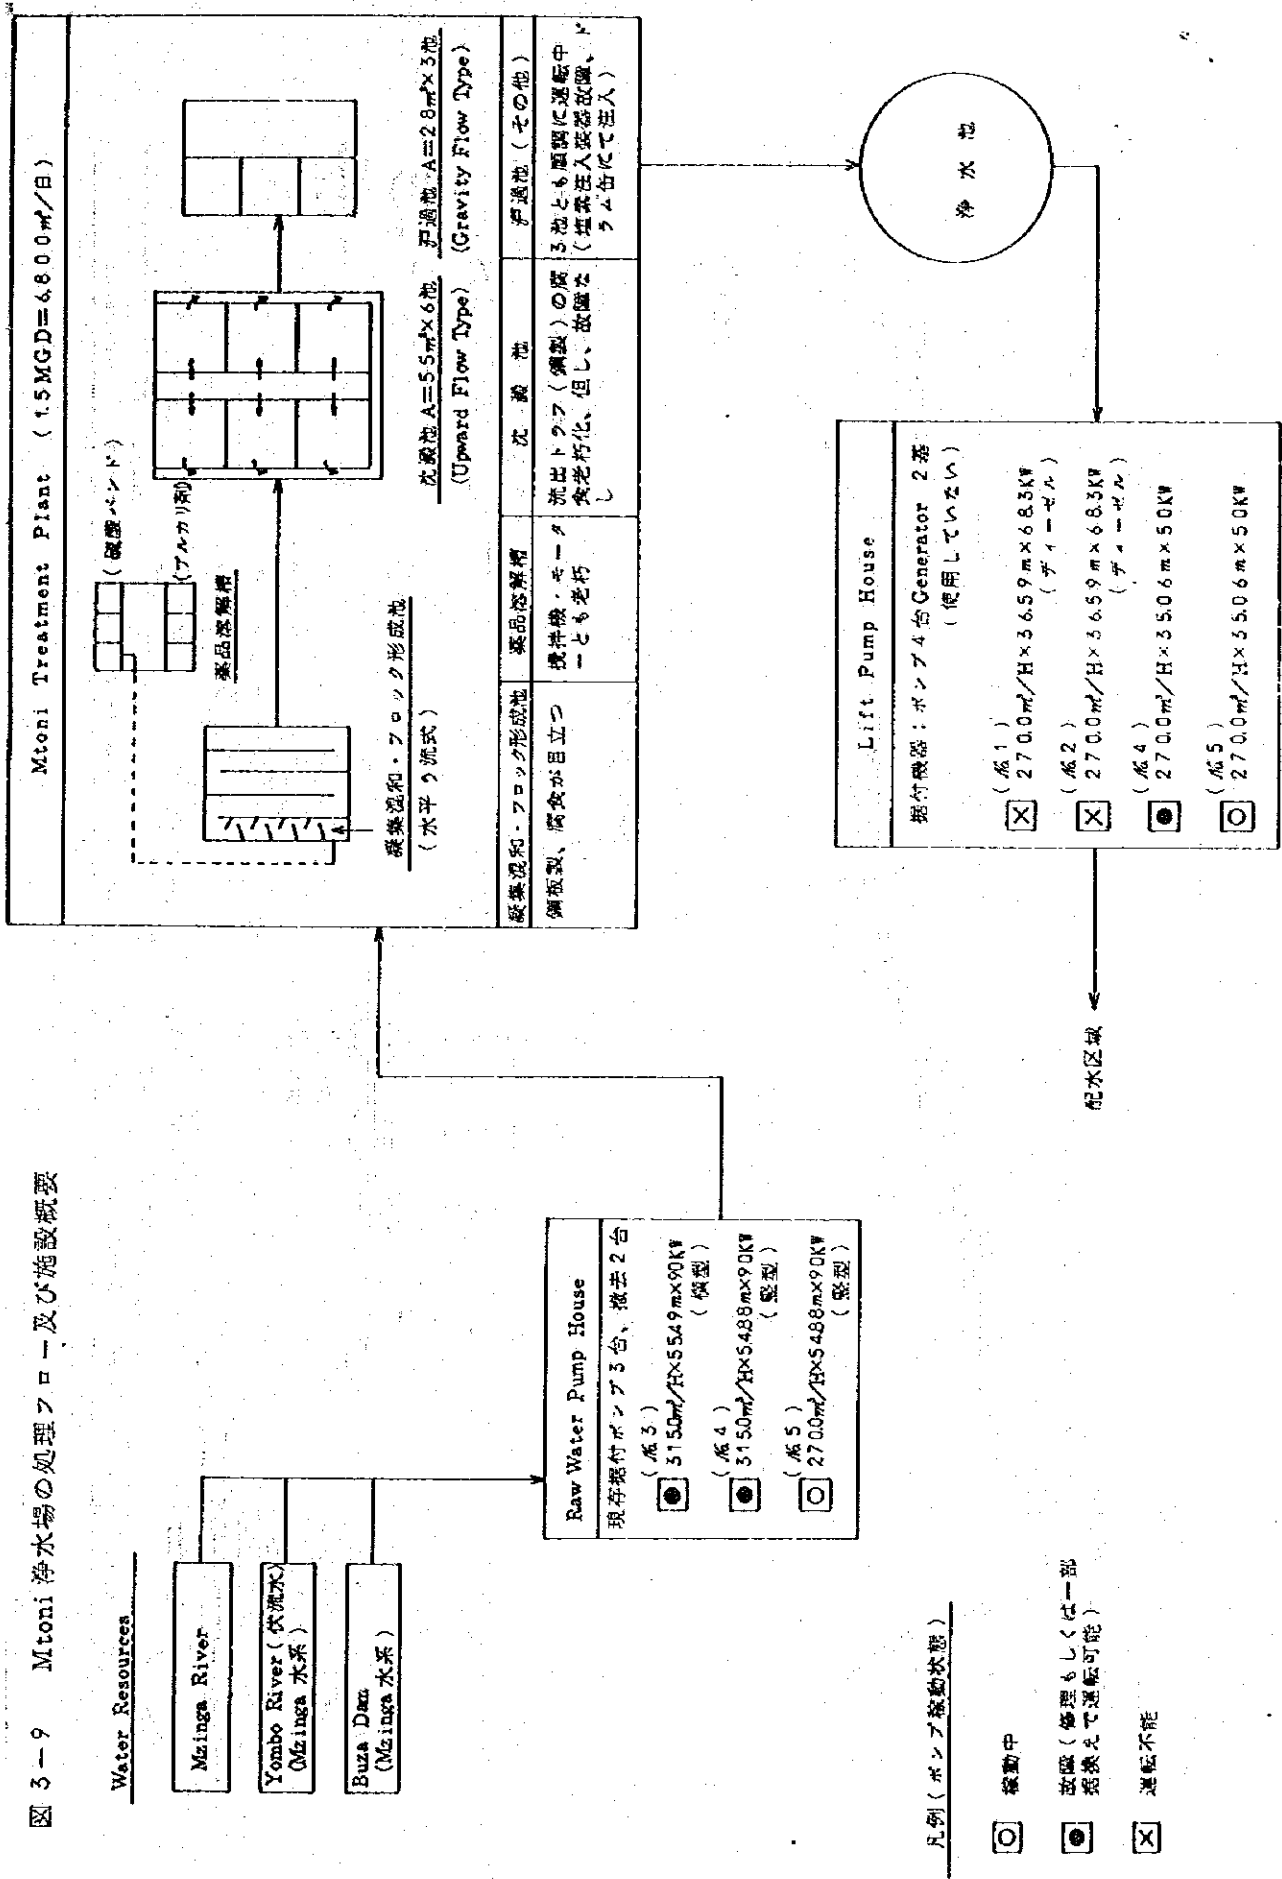 図 3-9 Mtoni 浄水場の処理フロー及び施設概要
Water Resources
Mzinga River
Yombo River(伏流水)
(Mzinga 水系)
Buza Dam
(Mzinga 水系)
Raw Water Pump House
現存据付ポンプ3台、撤去2台
(№3)
315.0㎥/H×55.49m×90KW
(横型)
(№4)
315.0㎥/H×54.88m×90KW
(竪型)
(№5)
270.0㎥/H×54.88m×90KW
(竪型)
Mtoni Treatment Plant (1.5MGD=6,800㎥/日)
(硫酸バンド)
(アルカリ剤)
薬品溶解槽
凝集混和・フロック形成池
(水平う流式)
沈澱池 A=55㎡×6池
(Upward Flow Type)
沪過池 A=28㎡×3池
(Gravity Flow Type)
凝集混和・フロック形成池
鋼板製、腐食が目立つ
薬品溶解槽
攪拌機・モータ
ーとも老朽
沈澱池
流出トラフ(鋼製)の腐
食老朽化、但し、故障な
し
沪過池(その他)
3池とも順調に運転中
(塩素注入装器故障、ド
ラム缶にて注入)
浄水池
Lift Pump House
据付機器:ポンプ4台Generator 2基
(使用していない)
(№1)
270.0㎥/H×36.59m×68.3KW
(ディーゼル)
(№2)
270.0㎥/H×36.59m×68.3KW
(ディーゼル)
(№4)
270.0㎥/H×35.06m×50KW
(№5)
270.0㎥/H×35.06m×50KW
配水区域
凡例(ポンプ稼動状態)
稼動中
故障(修理もしくは一部
据換えて運転可能)
運転不能